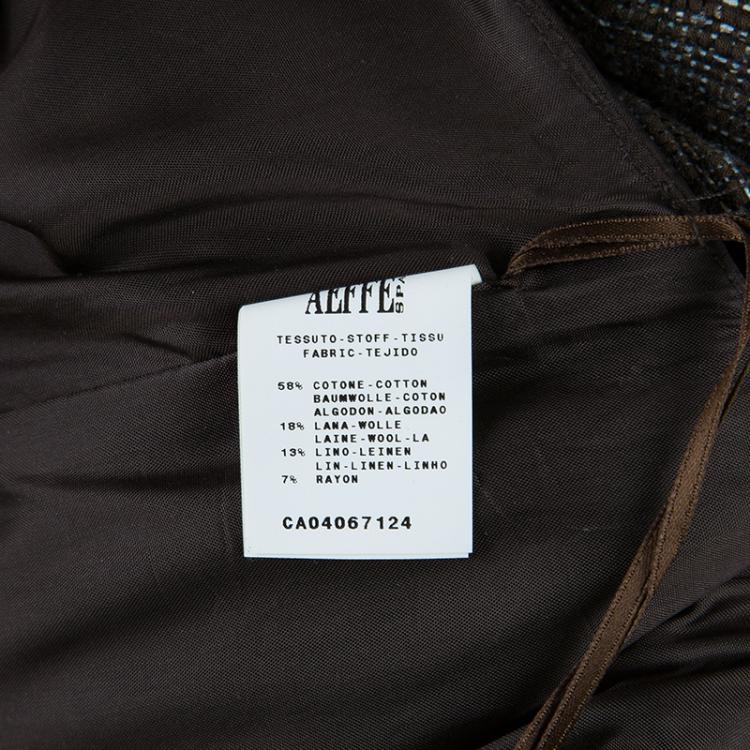 AEFFE SPA
TESSUTO-STOFF-TISSU
FABRIC-TEJIDO
58% COTONE-COTTON
BAUMWOLLE-COTON
ALGODON-ALGODAO
18% LANA-WOLLE
LAINE-WOOL-LA
13% LINO-LEINEN
LIN-LINEN-LINHO
7% RAYON
CA04067124